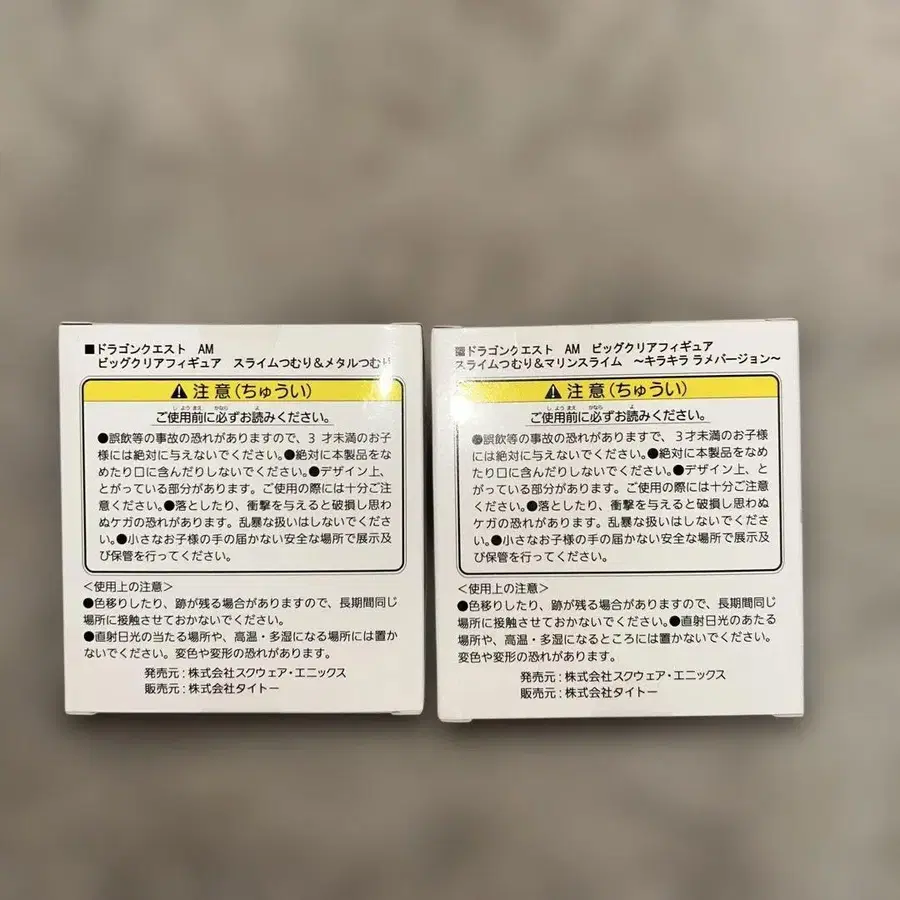 ■ドラゴンクエスト AM
ビッグクリアフィギュア スライムつむり＆メタルつむり
⚠注意(ちゅうい)
しようまえ かなら よ
ご使用前に必ずお読みください。
●誤飲等の事故の恐れがありますので、3才未満のお子
様には絶対に与えないでください。●絶対に本製品をな
めたり口に含んだりしないでください。●デザイン上、
とがっている部分があります。ご使用の際には十分ご注
意ください。●落としたり、衝撃を与えると破損し思わ
ぬケガの恐れがあります。乱暴な扱いはしないでくださ
い。●小さなお子様の手の届かない安全な場所で展示及
び保管を行ってください。
＜使用上の注意＞
●色移りしたり、跡が残る場合がありますので、長期間同じ
場所に接触させておかないでください。
●直射日光の当たる場所や、高温・多湿になる場所には置か
ないでください。変色や変形の恐れがあります。
発売元：株式会社スクウェア・エニックス
販売元：株式会社タイトー
■ドラゴンクエスト AM ビッグクリアフィギュア
スライムつむり＆マリンスライム ～キラキラ ラメバージョン～
⚠注意(ちゅうい)
しようまえ かなら よ
ご使用前に必ずお読みください。
●誤飲等の事故の恐れがありますので、3才未満のお子様
には絶対に与えないでください。●絶対に本製品をなめ
たり口に含んだりしないでください。●デザイン上、と
がっている部分があります。ご使用の際には十分ご注意
ください。●落としたり、衝撃を与えると破損し思わぬ
ケガの恐れがあります。乱暴な扱いはしないでくださ
い。●小さなお子様の手の届かない安全な場所で展示及
び保管を行ってください。
＜使用上の注意＞
●色移りしたり、跡が残る場合がありますので、長期間同じ
場所に接触させておかないでください。●直射日光のあたる
場所や、高温・多湿になるところには置かないでください。
変色や変形の恐れがあります。
発売元：株式会社スクウェア・エニックス
販売元：株式会社タイトー